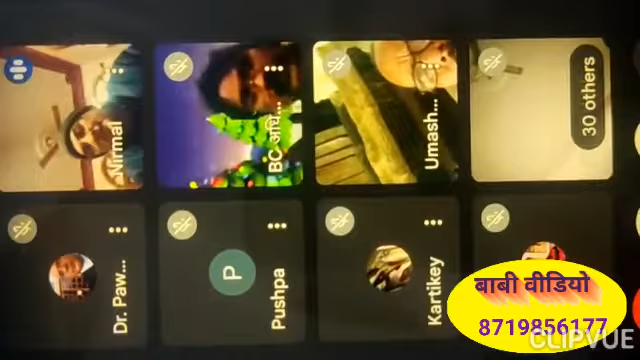 Nirmal
BC अाि...
Umash...
30 others
Dr. Paw...
P
Pushpa
Kartikey
बाबी वीडियो
8719856177
CLIPVUE